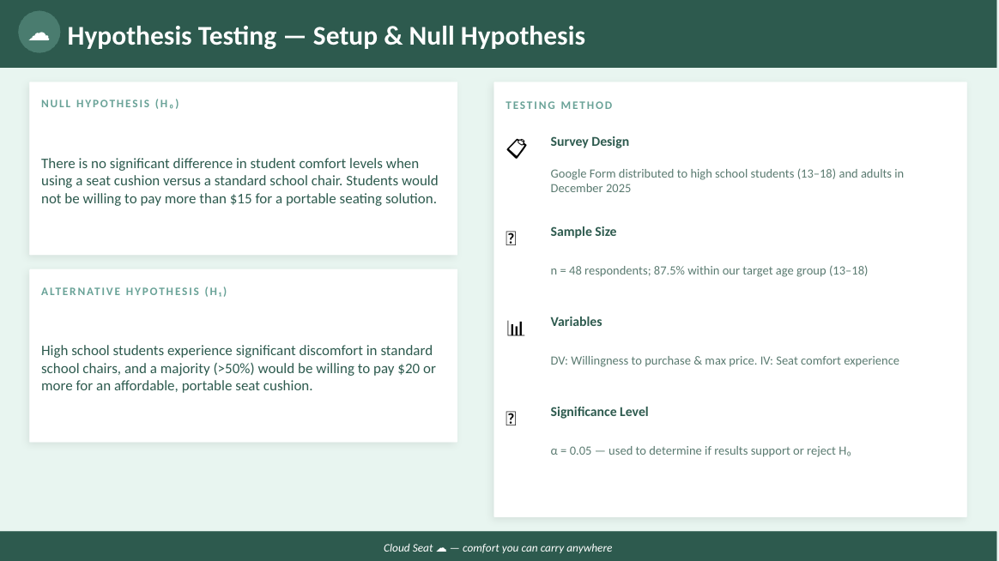 Hypothesis Testing — Setup & Null Hypothesis
NULL HYPOTHESIS (H₀)
There is no significant difference in student comfort levels when
using a seat cushion versus a standard school chair. Students would
not be willing to pay more than $15 for a portable seating solution.
ALTERNATIVE HYPOTHESIS (H₁)
High school students experience significant discomfort in standard
school chairs, and a majority (>50%) would be willing to pay $20 or
more for an affordable, portable seat cushion.
TESTING METHOD
Survey Design
Google Form distributed to high school students (13–18) and adults in
December 2025
Sample Size
n = 48 respondents; 87.5% within our target age group (13–18)
Variables
DV: Willingness to purchase & max price. IV: Seat comfort experience
Significance Level
α = 0.05 — used to determine if results support or reject H₀
Cloud Seat ☁ — comfort you can carry anywhere